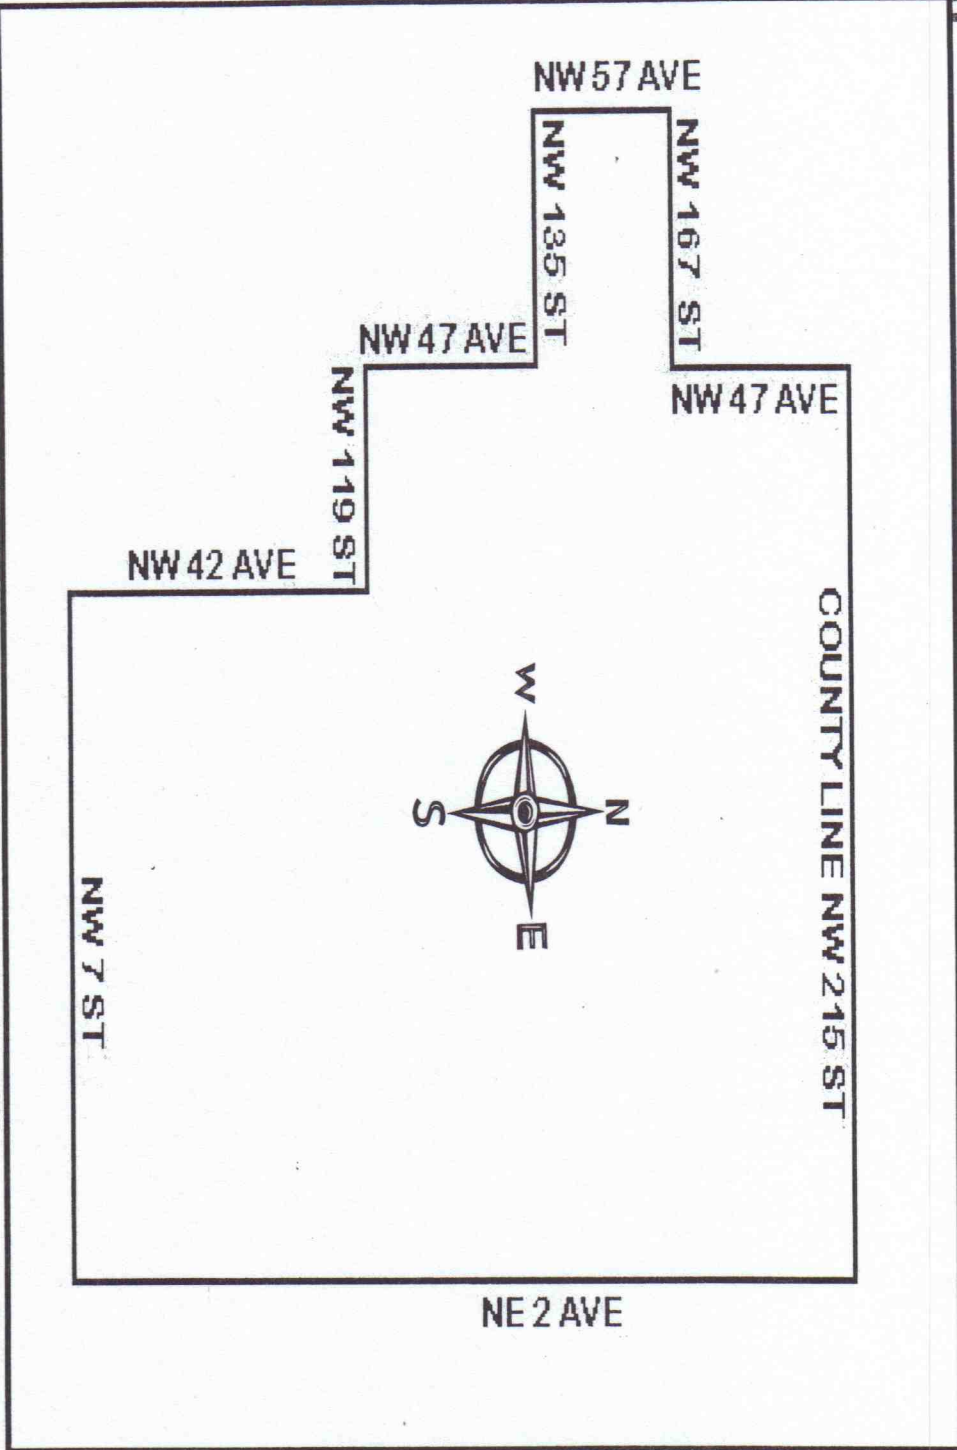 NW 57 AVE
NW 135 ST
NW 167 ST
NW 47 AVE
NW 47 AVE
NW 119 ST
NW 42 AVE
COUNTY LINE NW 215 ST
W
N
S
E
NW 7 ST
NE 2 AVE